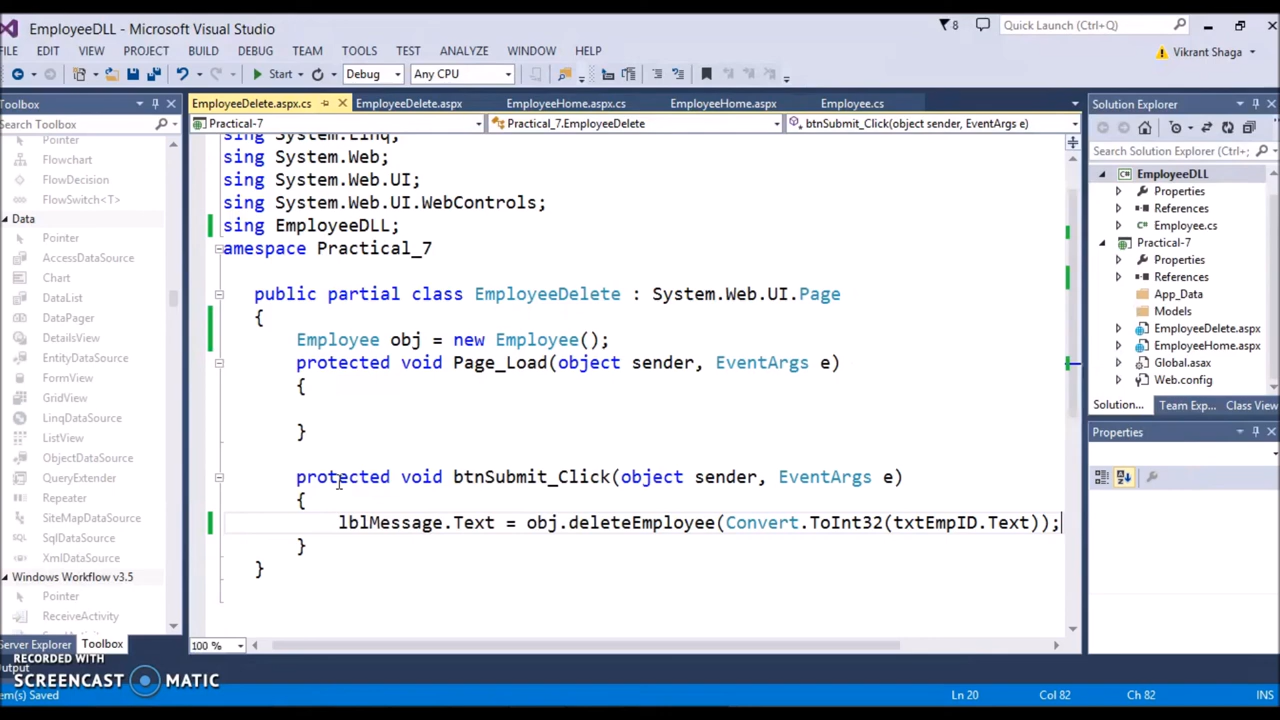 EmployeeDLL - Microsoft Visual Studio
8
Quick Launch (Ctrl+Q)
FILE EDIT VIEW PROJECT BUILD DEBUG TEAM TOOLS TEST ANALYZE WINDOW HELP
Vikrant Shaga
Start Debug Any CPU
Toolbox
Search Toolbox
Pointer
Flowchart
FlowDecision
FlowSwitch<T>
Data
Pointer
AccessDataSource
Chart
DataList
DataPager
DetailsView
EntityDataSource
FormView
GridView
LinqDataSource
ListView
ObjectDataSource
QueryExtender
Repeater
SiteMapDataSource
SqlDataSource
XmlDataSource
Windows Workflow v3.5
Pointer
ReceiveActivity
Server Explorer Toolbox
EmployeeDelete.aspx.cs EmployeeDelete.aspx EmployeeHome.aspx.cs EmployeeHome.aspx Employee.cs
Practical-7 Practical_7.EmployeeDelete btnSubmit_Click(object sender, EventArgs e)
sing System.Linq;
sing System.Web;
sing System.Web.UI;
sing System.Web.UI.WebControls;
sing EmployeeDLL;
amespace Practical_7
public partial class EmployeeDelete : System.Web.UI.Page
{
Employee obj = new Employee();
protected void Page_Load(object sender, EventArgs e)
{
}
protected void btnSubmit_Click(object sender, EventArgs e)
{
lblMessage.Text = obj.deleteEmployee(Convert.ToInt32(txtEmpID.Text));
}
}
100 %
Solution Explorer
Search Solution Explorer (Ctrl+;
EmployeeDLL
Properties
References
Employee.cs
Practical-7
Properties
References
App_Data
Models
EmployeeDelete.aspx
EmployeeHome.aspx
Global.asax
Web.config
Solution... Team Exp... Class View
Properties
Output
RECORDED WITH
SCREENCAST MATIC
Item(s) Saved
Ln 20 Col 82 Ch 82 INS